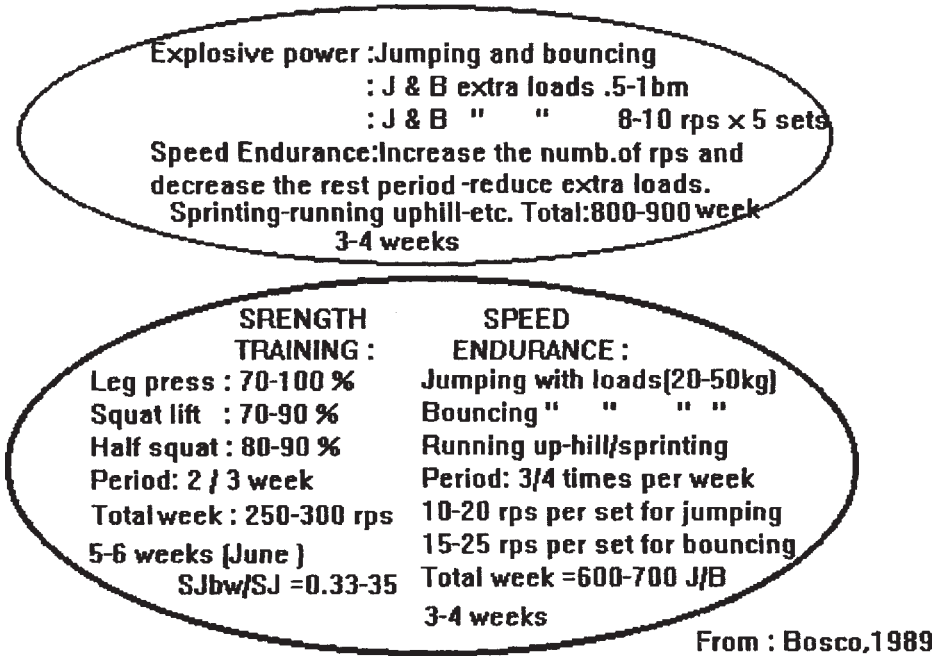 Explosive power :Jumping and bouncing
: J & B extra loads .5-1bm
: J & B " " 8-10 rps x 5 sets
Speed Endurance:Increase the numb.of rps and
decrease the rest period -reduce extra loads.
Sprinting-running uphill-etc. Total:800-900 week
3-4 weeks
SRENGTH
TRAINING :
Leg press : 70-100 %
Squat lift : 70-90 %
Half squat : 80-90 %
Period: 2 / 3 week
Total week : 250-300 rps
5-6 weeks (June )
SJbw/SJ =0.33-35
SPEED
ENDURANCE :
Jumping with loads(20-50kg)
Bouncing " " " "
Running up-hill/sprinting
Period: 3/4 times per week
10-20 rps per set for jumping
15-25 rps per set for bouncing
Total week =600-700 J/B
3-4 weeks
From : Bosco,1989